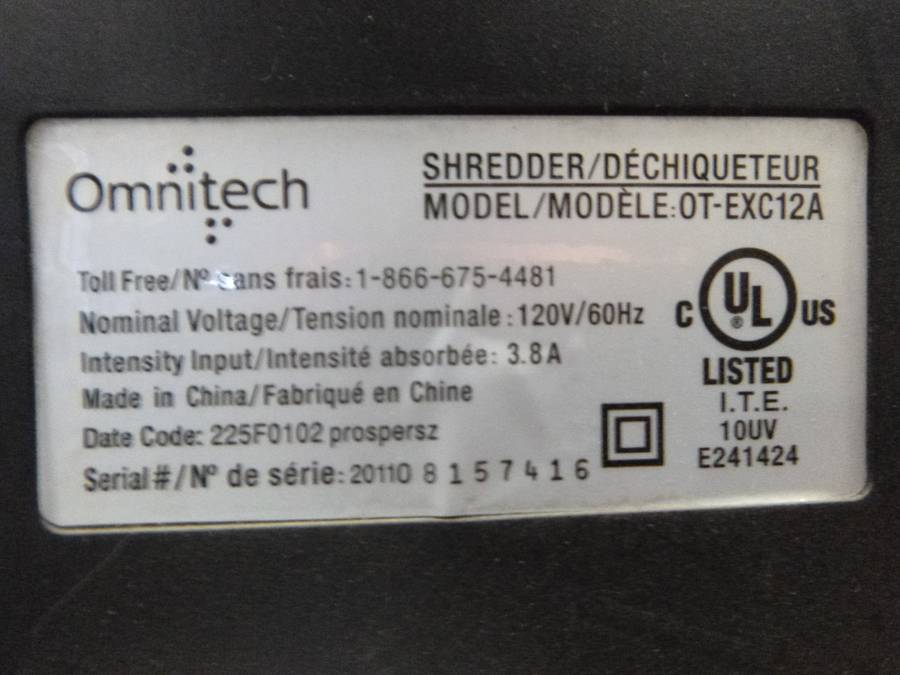 Omnitech
SHREDDER/DÉCHIQUETEUR
MODEL/MODÈLE:OT-EXC12A
Toll Free/Nº sans frais:1-866-675-4481
Nominal Voltage/Tension nominale:120V/60Hz
Intensity Input/Intensité absorbée: 3.8A
Made in China/Fabriqué en Chine
Date Code: 225F0102 prospersz
Serial#/Nº de série:20110 8 1 5 7 4 1 6
C UL® US
LISTED
I.T.E.
10UV
E241424